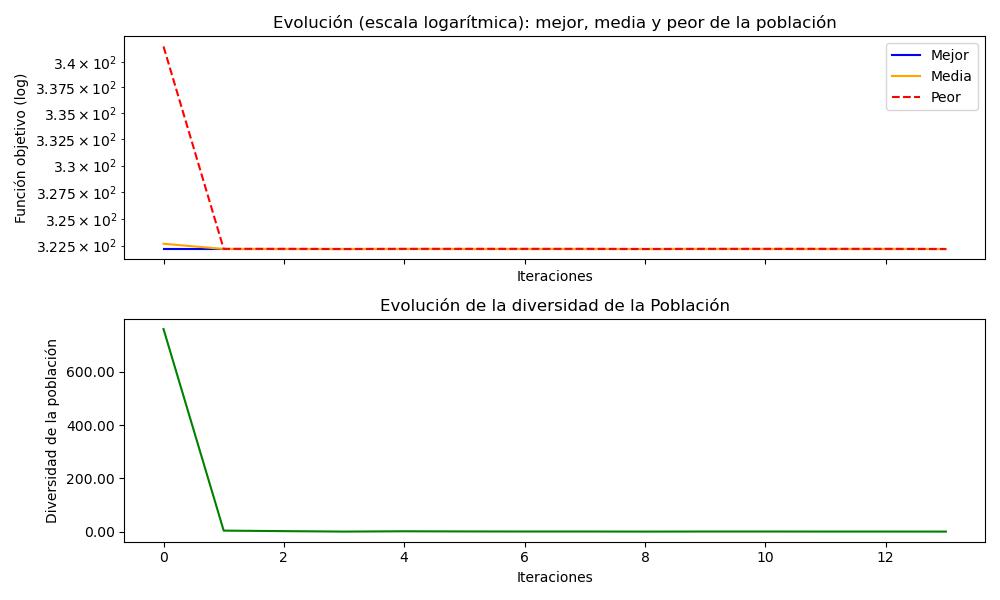 Evolución (escala logarítmica): mejor, media y peor de la población
Función objetivo (log)
3.4 × 10²
3.375 × 10²
3.35 × 10²
3.325 × 10²
3.3 × 10²
3.275 × 10²
3.25 × 10²
3.225 × 10²
Mejor
Media
Peor
Iteraciones
Evolución de la diversidad de la Población
Diversidad de la población
600.00
400.00
200.00
0.00
0 2 4 6 8 10 12
Iteraciones